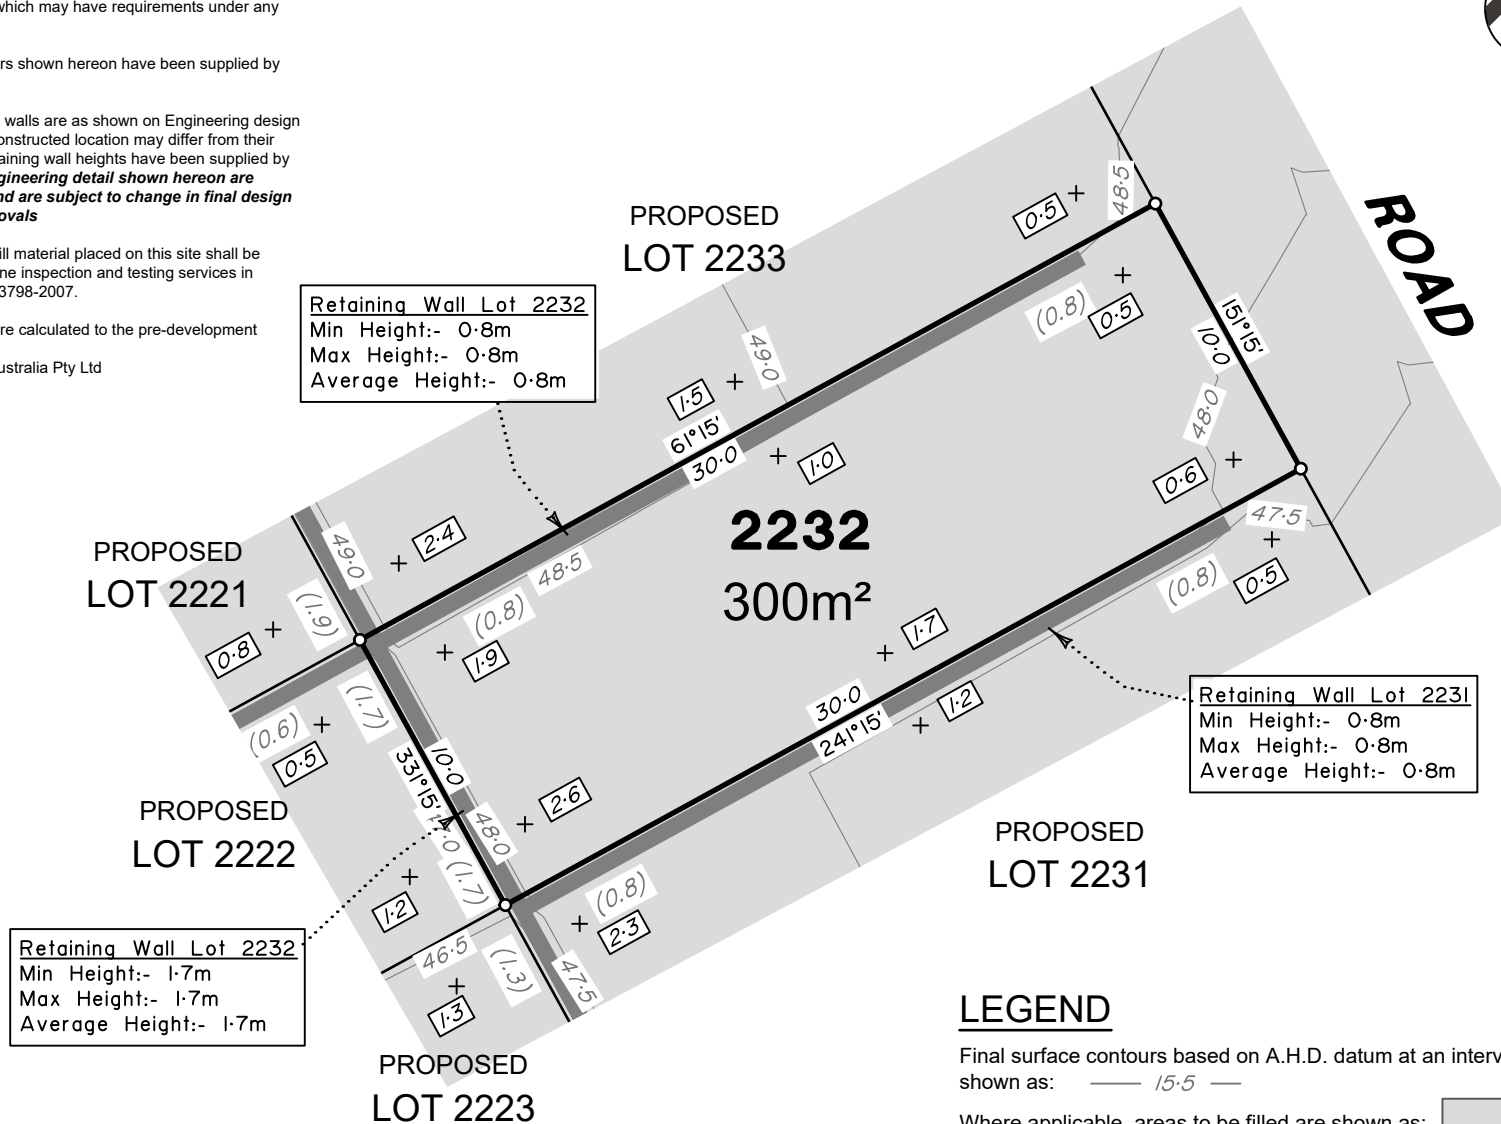 which may have requirements under any
rs shown hereon have been supplied by
walls are as shown on Engineering design
onstructed location may differ from their
aining wall heights have been supplied by
gineering detail shown hereon are
nd are subject to change in final design
ovals
ill material placed on this site shall be
ne inspection and testing services in
3798-2007.
re calculated to the pre-development
ustralia Pty Ltd
PROPOSED
LOT 2233
Retaining Wall Lot 2232
Min Height:- 0·8m
Max Height:- 0·8m
Average Height:- 0·8m
ROAD
48·5
0·5
(0.8)
0·5
151°15'
10·0
49·0
1·5
61°15'
30·0
1·0
48·0
0·6
47·5
2232
300m²
PROPOSED
LOT 2221
49·0
2·4
48·5
(1.9)
0·8
(0.8)
1·9
(0.8)
0·5
(1.7)
(0.6)
0·5
1·7
30·0
241°15'
1·2
Retaining Wall Lot 2231
Min Height:- 0·8m
Max Height:- 0·8m
Average Height:- 0·8m
331°15'
10·0
2·6
48·0
PROPOSED
LOT 2222
(1.7)
1·2
(0.8)
2·3
PROPOSED
LOT 2231
Retaining Wall Lot 2232
Min Height:- 1·7m
Max Height:- 1·7m
Average Height:- 1·7m
46·5
(1.3)
47·5
1·3
PROPOSED
LOT 2223
LEGEND
Final surface contours based on A.H.D. datum at an interv
shown as: 15·5
Where applicable, areas to be filled are shown as: